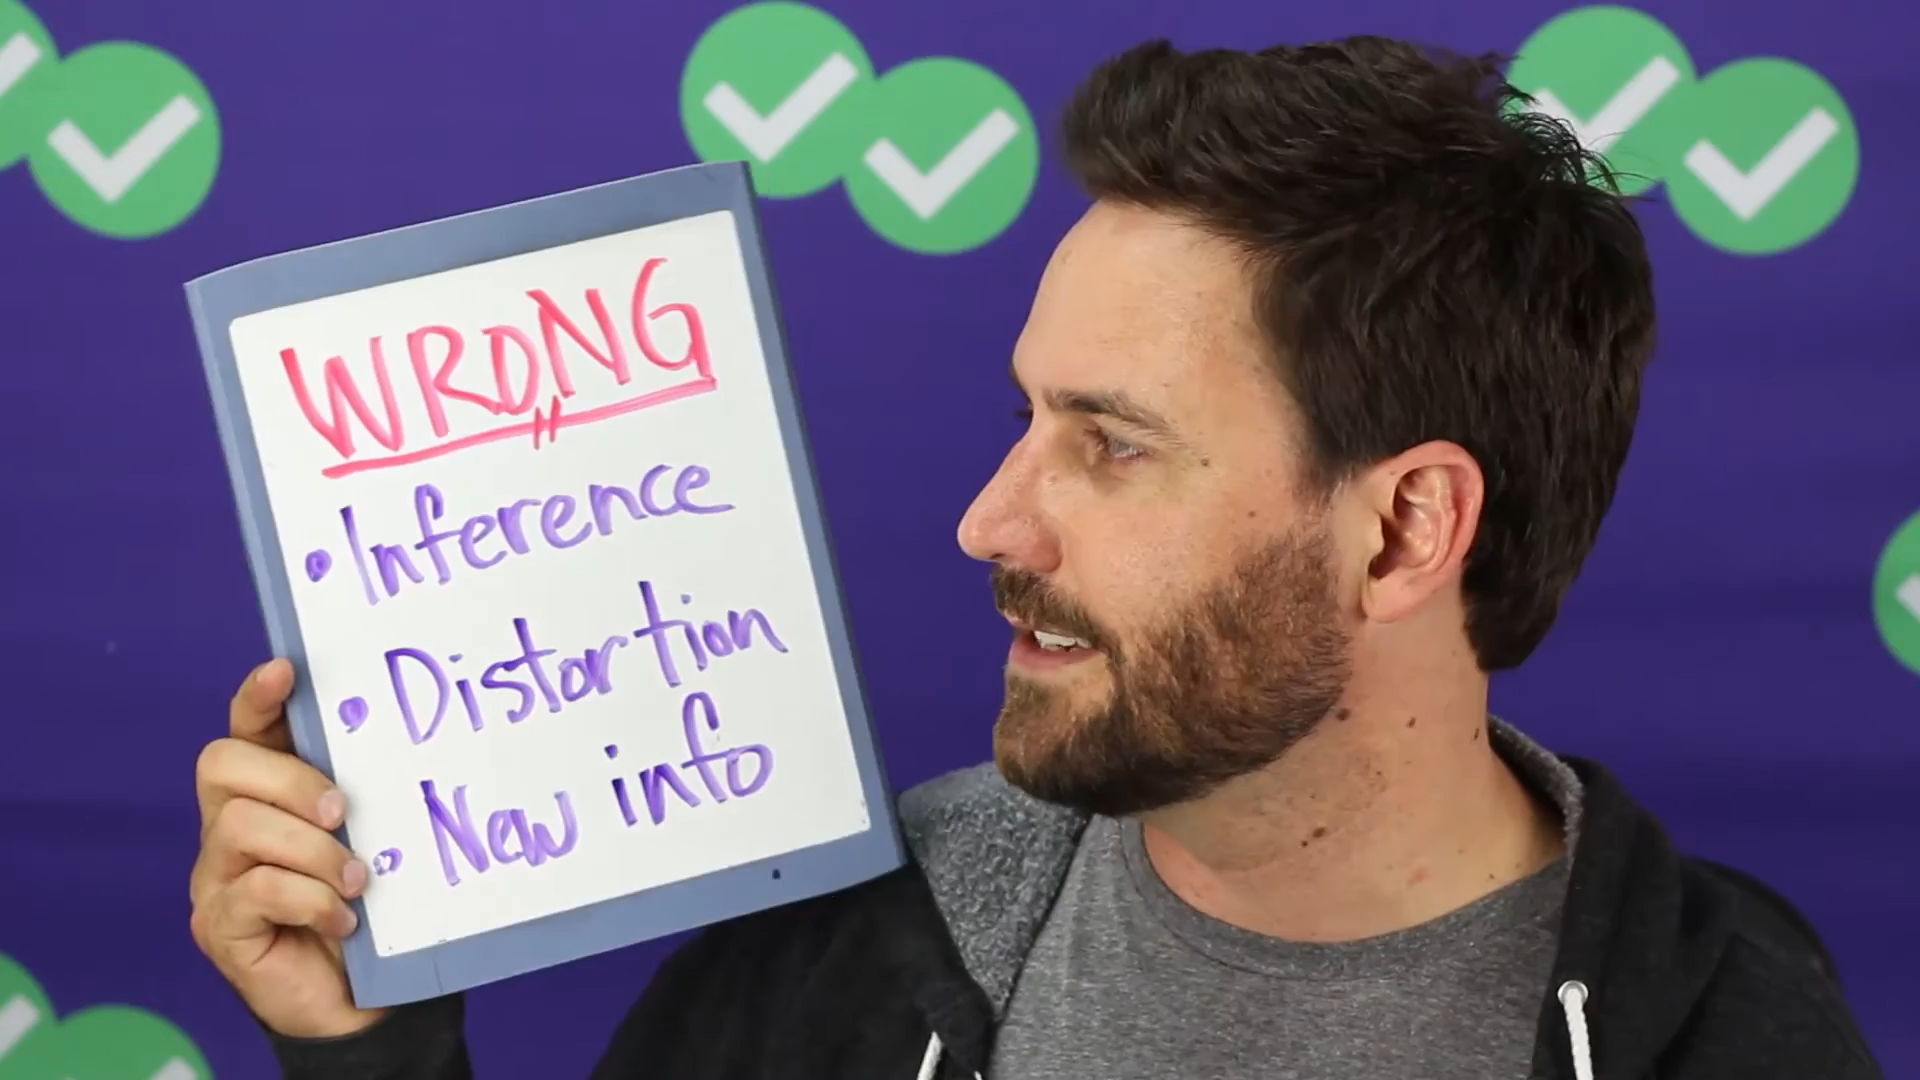 WRONG
• Inference
• Distortion
• New info